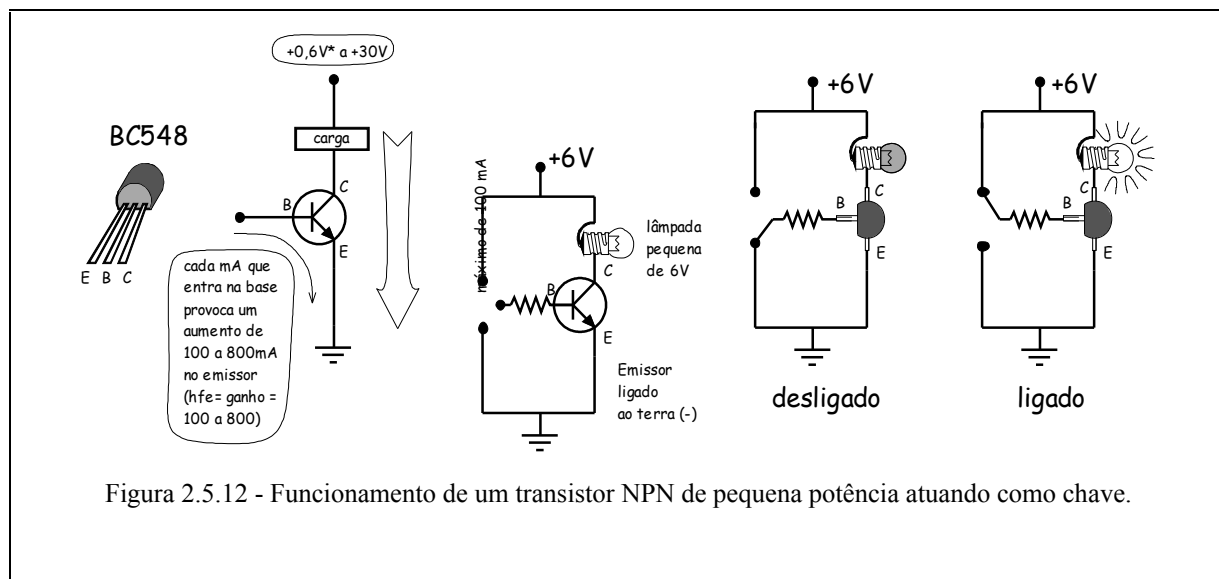 BC548
E B C
+0,6V* a +30V
carga
B
C
E
cada mA que
entra na base
provoca um
aumento de
100 a 800mA
no emissor
(hfe= ganho =
100 a 800)
máximo de 100 mA
+6V
lâmpada
pequena
de 6V
C
B
E
Emissor
ligado
ao terra (-)
+6V
C
B
E
desligado
+6V
C
B
E
ligado
Figura 2.5.12 - Funcionamento de um transistor NPN de pequena potência atuando como chave.